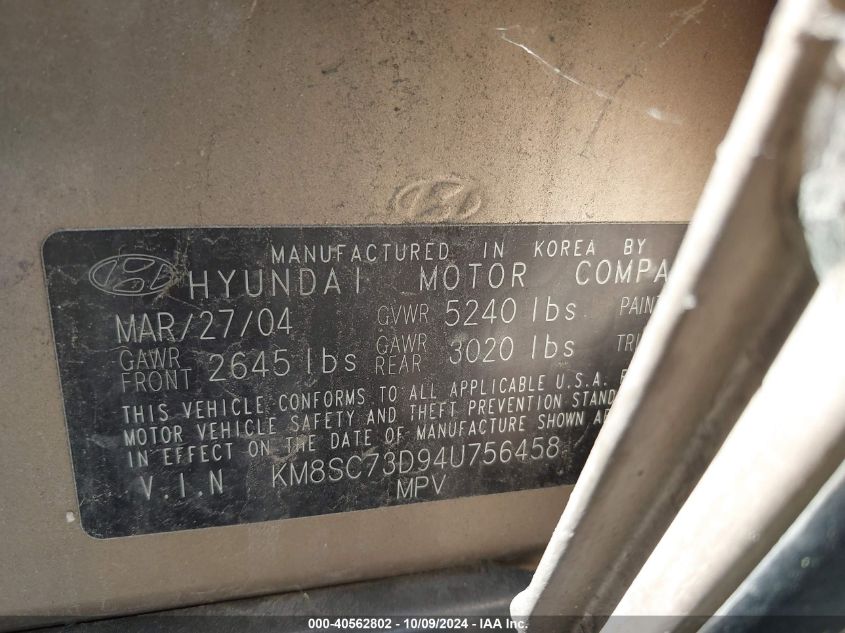 MANUFACTURED IN KOREA BY
HYUNDAI MOTOR COMPA
MAR/27/04 GVWR 5240 lbs PAINT
GAWR FRONT 2645 lbs GAWR REAR 3020 lbs TRI
THIS VEHICLE CONFORMS TO ALL APPLICABLE U.S.A.
MOTOR VEHICLE SAFETY AND THEFT PREVENTION STAND
IN EFFECT ON THE DATE OF MANUFACTURE SHOWN
V.I.N KM8SC73D94U756458
MPV
000-40562802 - 10/09/2024 - IAA Inc.